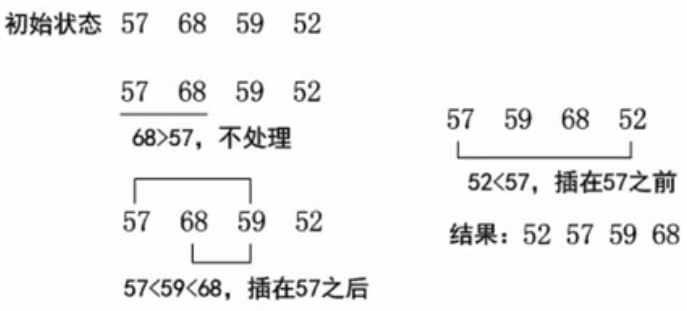 初始状态 57 68 59 52
57 68 59 52
68>57，不处理
57 68 59 52
57<59<68，插在57之后
57 59 68 52
52<57，插在57之前
结果：52 57 59 68